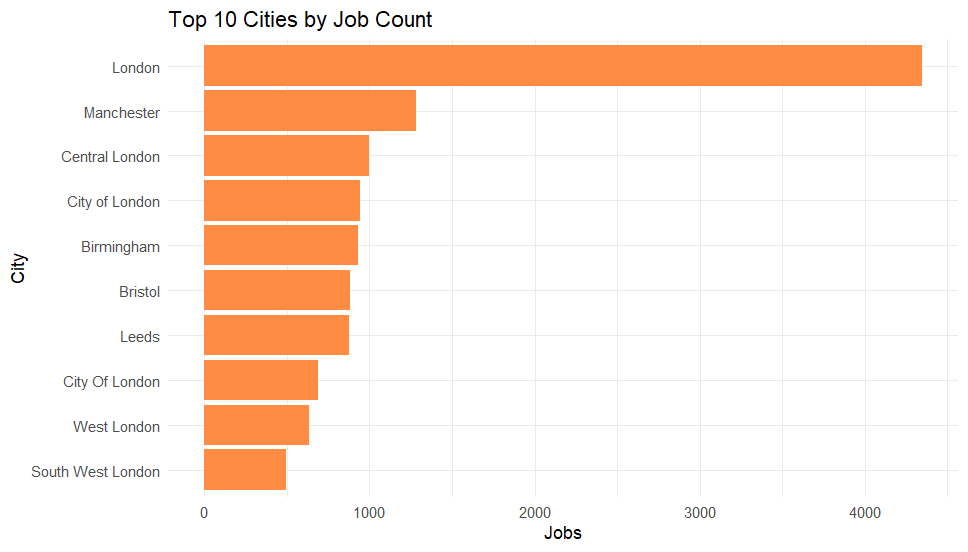 Top 10 Cities by Job Count
City
London
Manchester
Central London
City of London
Birmingham
Bristol
Leeds
City Of London
West London
South West London
0 1000 2000 3000 4000
Jobs